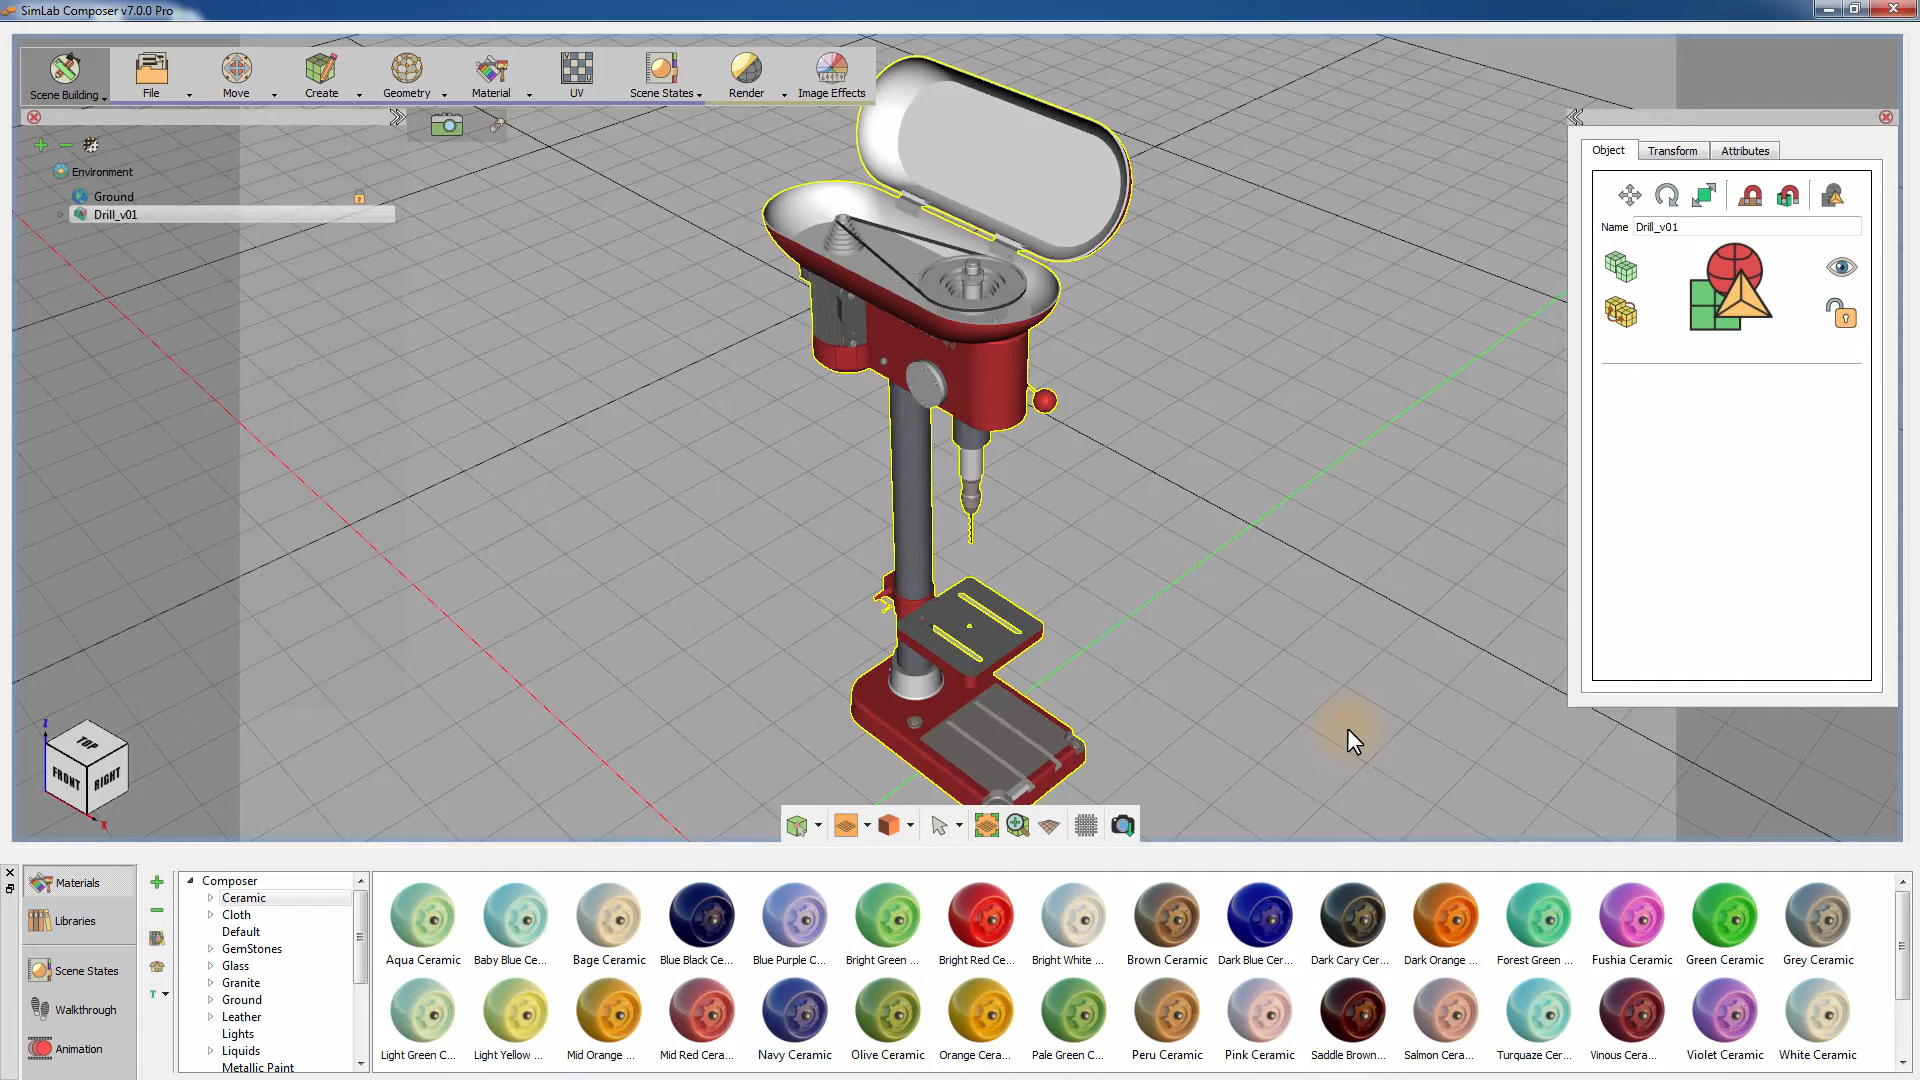 SimLab Composer v7.0.0 Pro
Scene Building
File
Move
Create
Geometry
Material
UV
Scene States
Render
Image Effects
Environment
Ground
Drill_v01
Object
Transform
Attributes
Name
Drill_v01
TOP
FRONT
RIGHT
Z
X
Materials
Libraries
Scene States
Walkthrough
Animation
T
Composer
Ceramic
Cloth
Default
GemStones
Glass
Granite
Ground
Leather
Lights
Liquids
Metallic Paint
Aqua Ceramic
Baby Blue Ce...
Bage Ceramic
Blue Black Ce...
Blue Purple C...
Bright Green ...
Bright Red Ce...
Bright White ...
Brown Ceramic
Dark Blue Cer...
Dark Cary Cer...
Dark Orange ...
Forest Green ...
Fushia Ceramic
Green Ceramic
Grey Ceramic
Light Green C...
Light Yellow ...
Mid Orange ...
Mid Red Cera...
Navy Ceramic
Olive Ceramic
Orange Cera...
Pale Green C...
Peru Ceramic
Pink Ceramic
Saddle Brown...
Salmon Cera...
Turquaze Cer...
Vinous Cera...
Violet Ceramic
White Ceramic